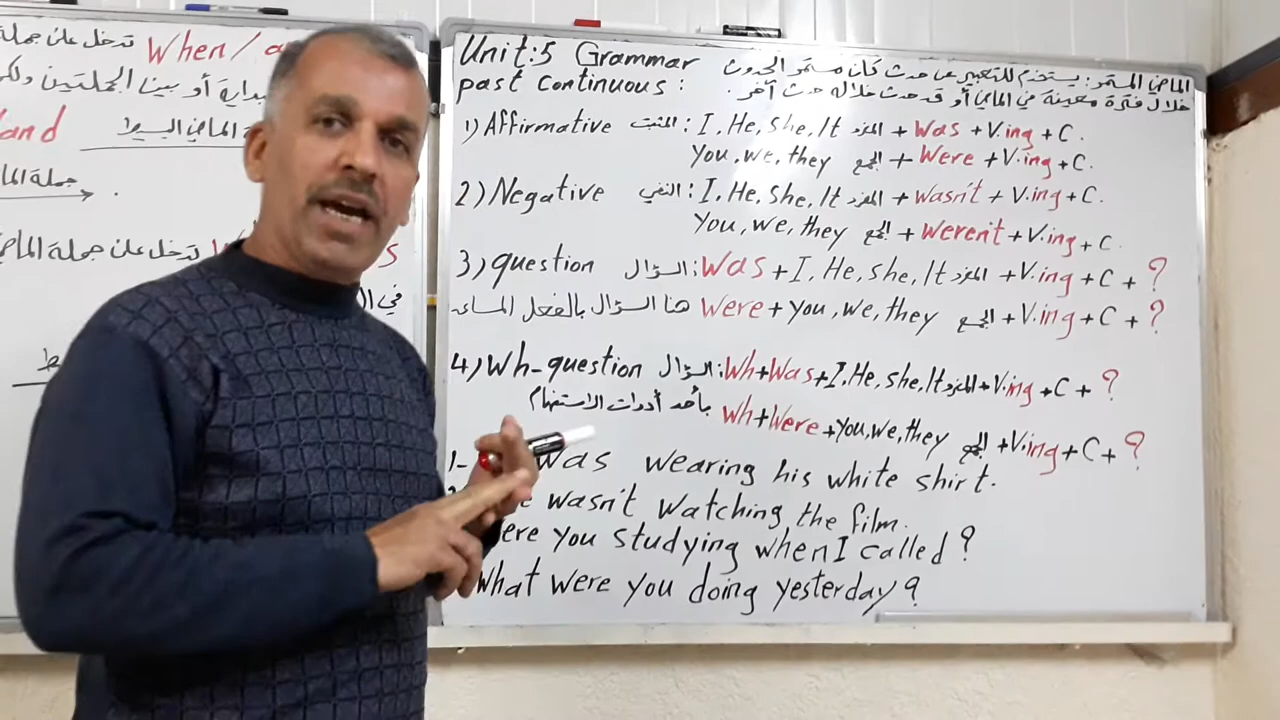 When/
تدخل على جملة
بداية أو بين الجملتين
and
الماضي البسيط
جملة
تدخل على جملة
في
s
Unit:5 Grammar
past continuous:
الماضي المستمر: يستخدم للتعبير عن حدث كان مستمر الحدوث
خلال فترة معينة في الماضي أو قد حدث خلاله حدث آخر.
1) Affirmative المثبت: I, He, She, It المفرد + Was + V.ing + C.
You, we, they الجمع + Were + V.ing + C.
2) Negative النفي: I, He, She, It المفرد + wasn't + V.ing + C.
You, we, they الجمع + weren't + V.ing + C.
3) question السؤال: Was + I, He, she, It المفرد + V.ing + C + ?
هنا السؤال بالفعل المساعد Were + you, we, they الجمع + V.ing + C + ?
4) Wh-question السؤال: Wh + Was + I, He, she, It المفرد + V.ing + C + ?
بأحد أدوات الاستفهام wh + Were + you, we, they الجمع + V.ing + C + ?
1- was wearing his white shirt.
wasn't watching the film.
ere you studying when I called?
What were you doing yesterday?